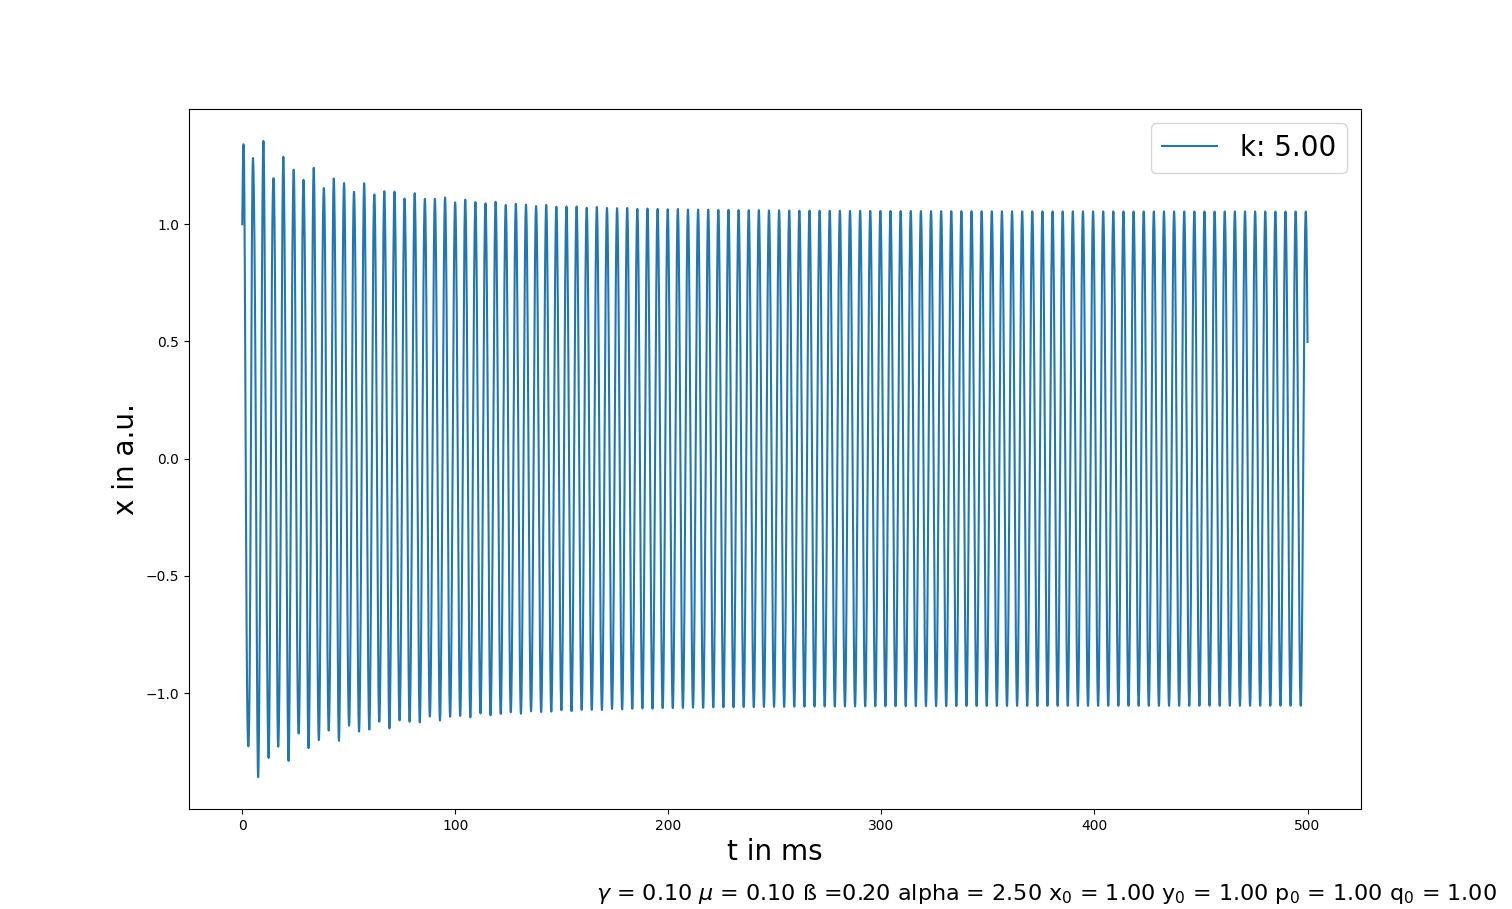 k: 5.00
1.0
0.5
0.0
−0.5
−1.0
x in a.u.
0 100 200 300 400 500
t in ms
γ = 0.10 μ = 0.10 ß =0.20 alpha = 2.50 x₀ = 1.00 y₀ = 1.00 p₀ = 1.00 q₀ = 1.00